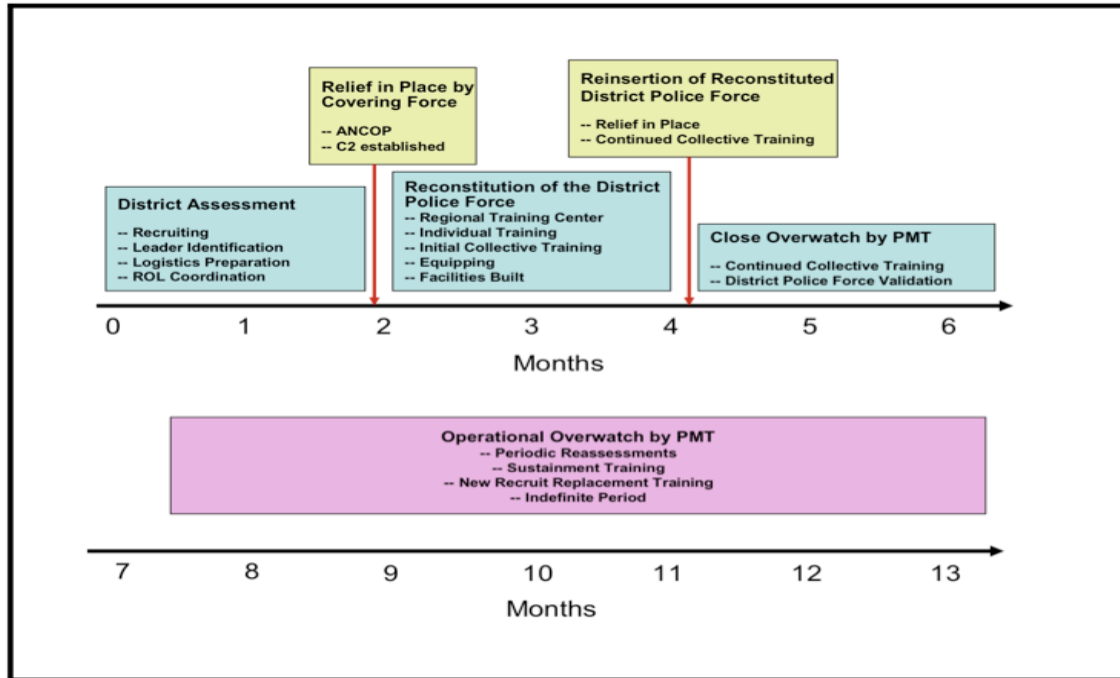 Relief in Place by
Covering Force
-- ANCOP
-- C2 established
Reinsertion of Reconstituted
District Police Force
-- Relief in Place
-- Continued Collective Training
District Assessment
-- Recruiting
-- Leader Identification
-- Logistics Preparation
-- ROL Coordination
Reconstitution of the District
Police Force
-- Regional Training Center
-- Individual Training
-- Initial Collective Training
-- Equipping
-- Facilities Built
Close Overwatch by PMT
-- Continued Collective Training
-- District Police Force Validation
0 1 2 3 4 5 6
Months
Operational Overwatch by PMT
-- Periodic Reassessments
-- Sustainment Training
-- New Recruit Replacement Training
-- Indefinite Period
7 8 9 10 11 12 13
Months